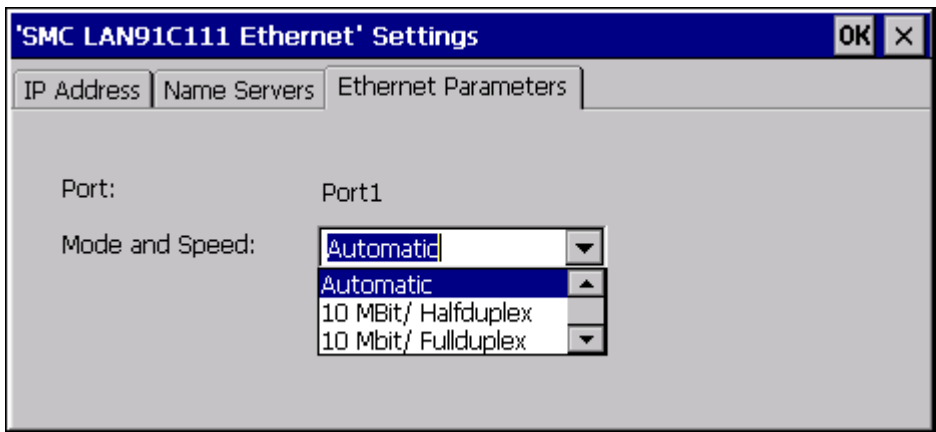 'SMC LAN91C111 Ethernet' Settings OK ×
IP Address Name Servers Ethernet Parameters
Port: Port1
Mode and Speed: Automatic
Automatic
10 MBit/ Halfduplex
10 Mbit/ Fullduplex